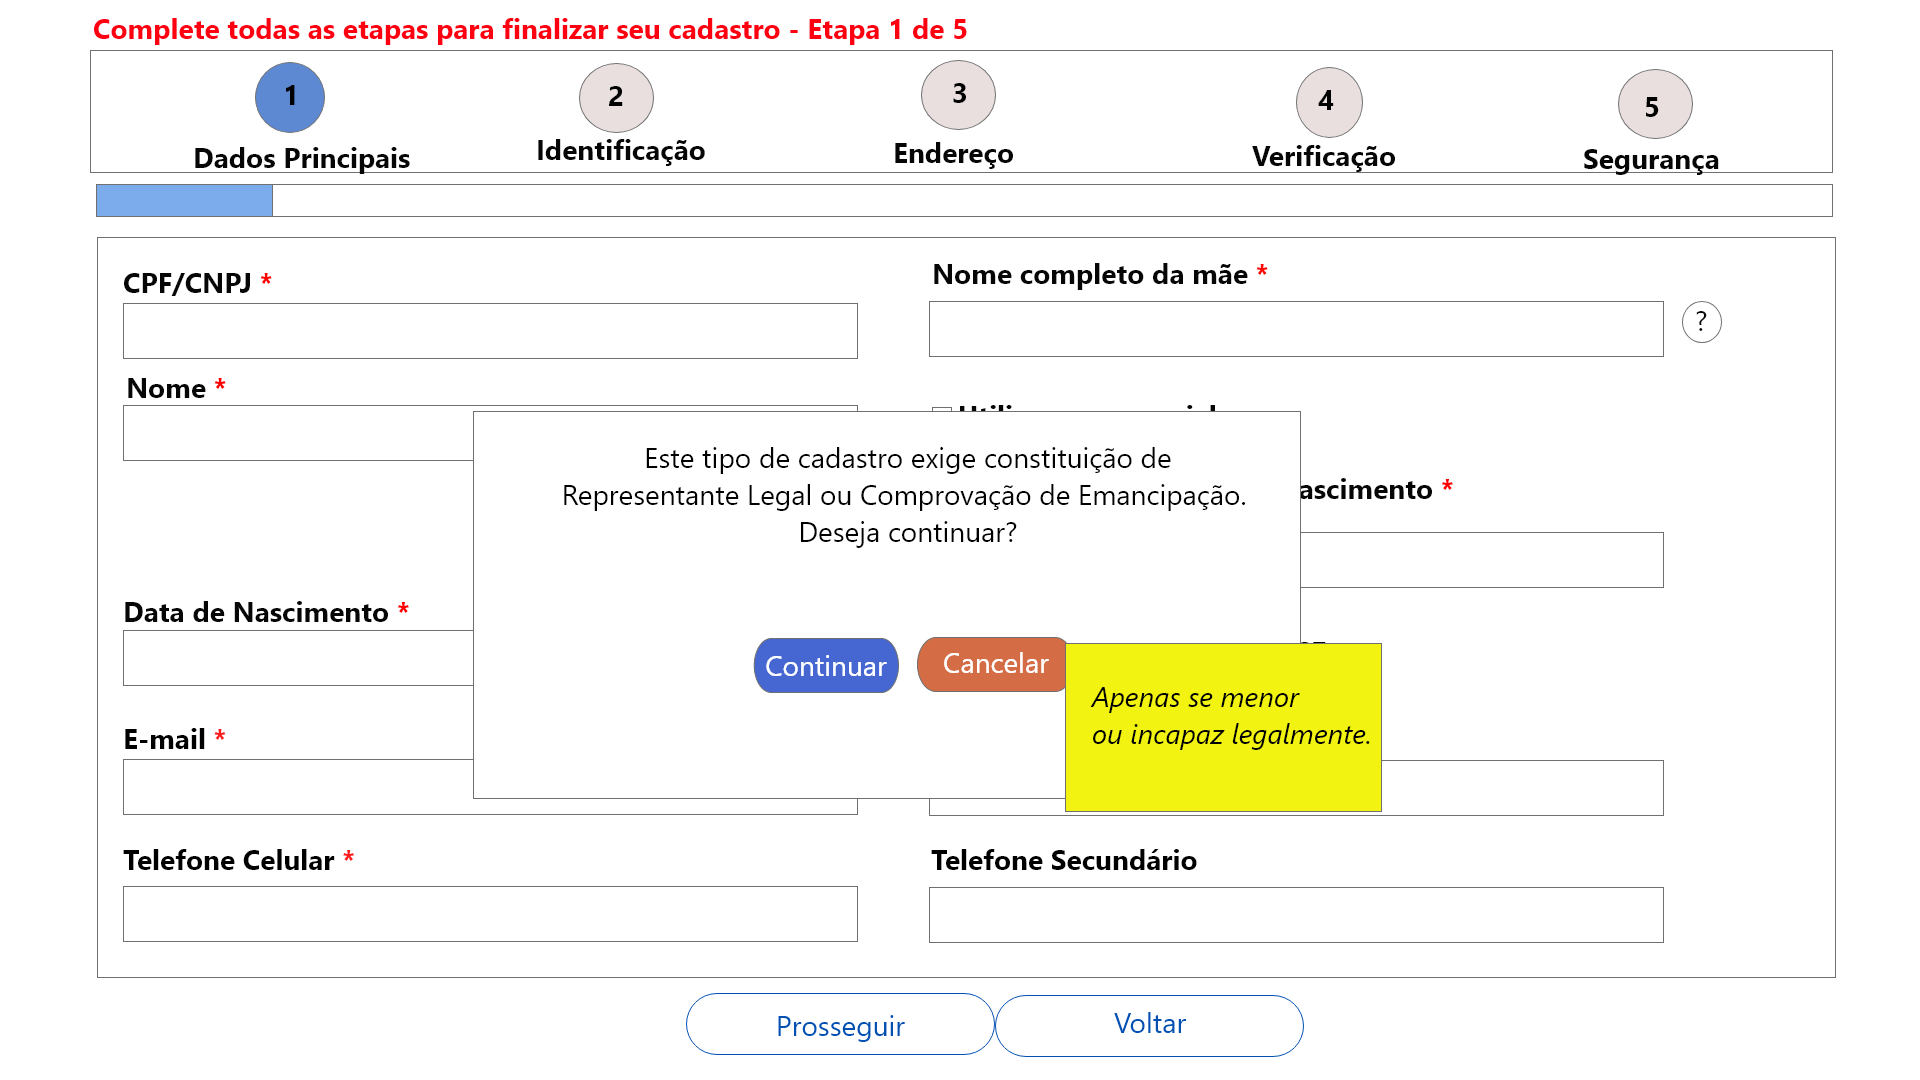 Complete todas as etapas para finalizar seu cadastro - Etapa 1 de 5
1
2
3
4
5
Dados Principais
Identificação
Endereço
Verificação
Segurança
CPF/CNPJ *
Nome completo da mãe *
?
Nome *
Este tipo de cadastro exige constituição de
Representante Legal ou Comprovação de Emancipação.
Deseja continuar?
ascimento *
Data de Nascimento *
Continuar
Cancelar
Apenas se menor
ou incapaz legalmente.
E-mail *
Telefone Celular *
Telefone Secundário
Prosseguir
Voltar